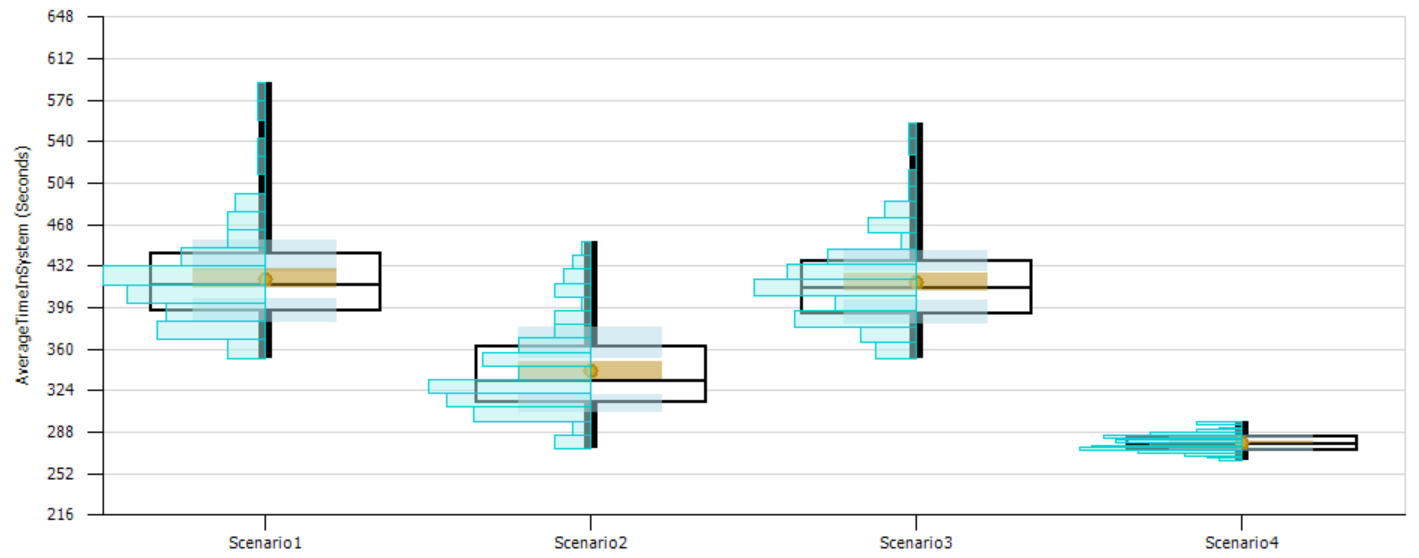 648
612
576
540
504
468
432
396
360
324
288
252
216
AverageTimeInSystem (Seconds)
Scenario1
Scenario2
Scenario3
Scenario4